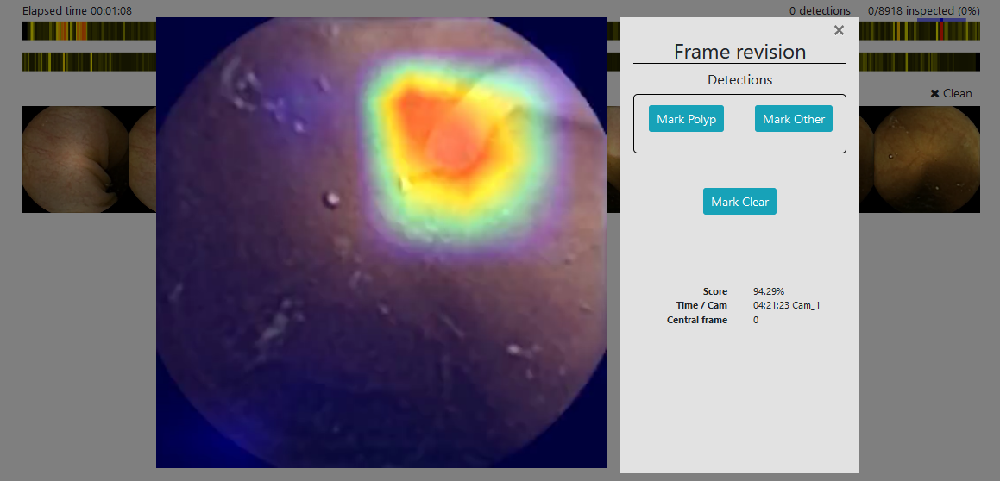 Elapsed time 00:01:08
0 detections 0/8918 inspected (0%)
Frame revision
Detections
Mark Polyp Mark Other
✖ Clean
Mark Clear
Score 94.29%
Time / Cam 04:21:23 Cam_1
Central frame 0